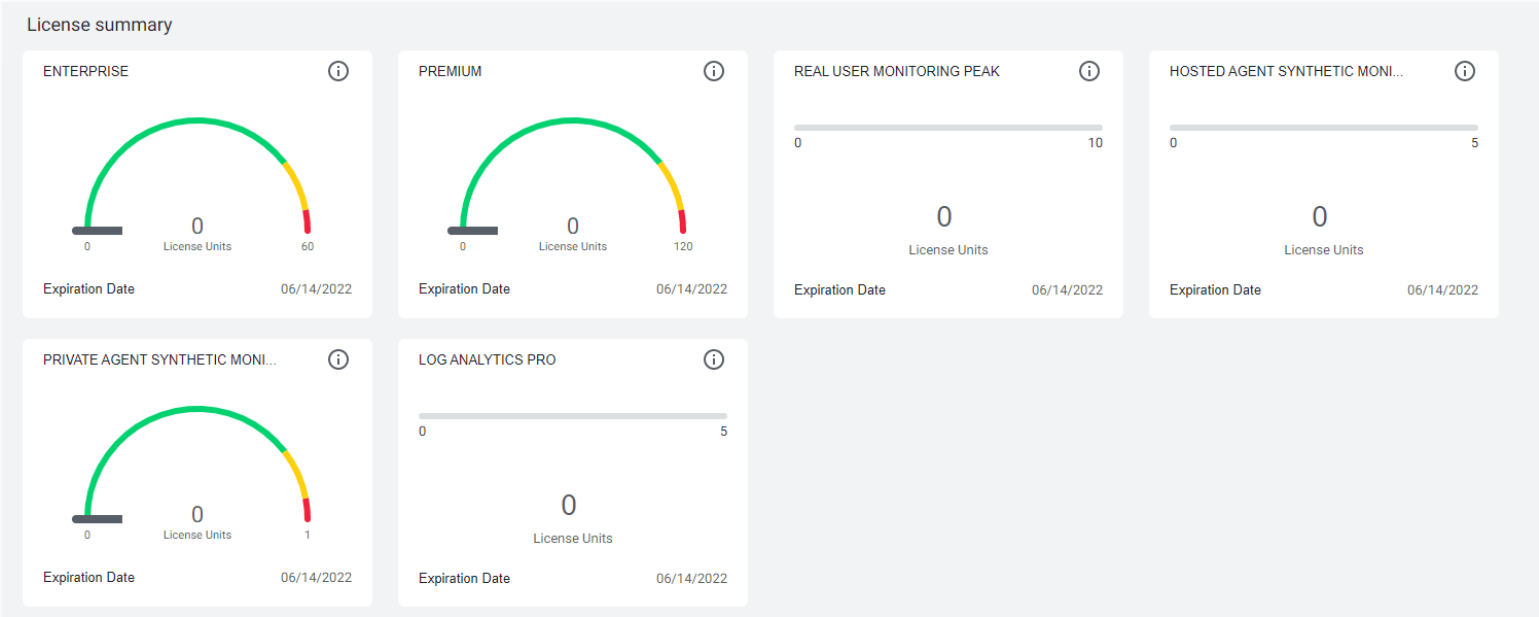 License summary
ENTERPRISE
0
License Units
0
60
Expiration Date
06/14/2022
PREMIUM
0
License Units
0
120
Expiration Date
06/14/2022
REAL USER MONITORING PEAK
0
10
0
License Units
Expiration Date
06/14/2022
HOSTED AGENT SYNTHETIC MONI...
0
5
0
License Units
Expiration Date
06/14/2022
PRIVATE AGENT SYNTHETIC MONI...
0
License Units
0
1
Expiration Date
06/14/2022
LOG ANALYTICS PRO
0
5
0
License Units
Expiration Date
06/14/2022